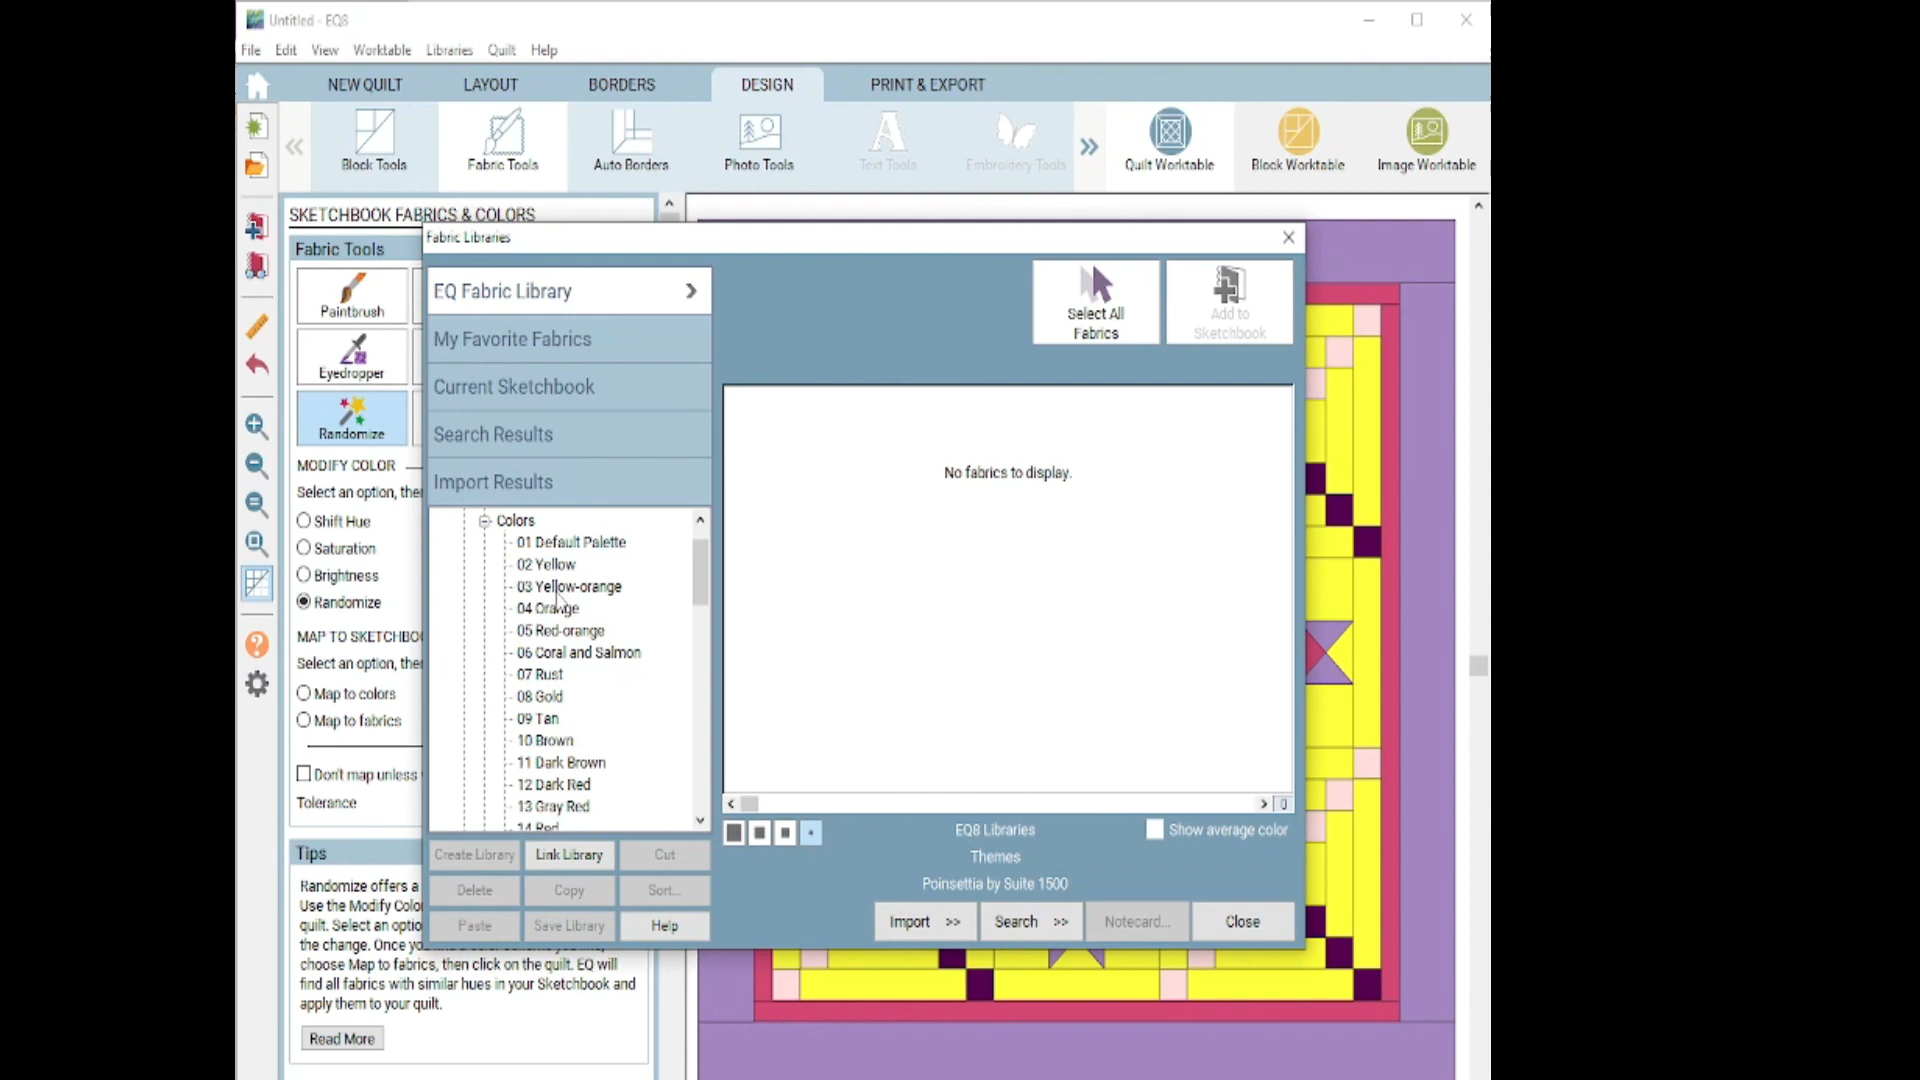 Untitled - EQ8
File Edit View Worktable Libraries Quilt Help
NEW QUILT LAYOUT BORDERS DESIGN PRINT & EXPORT
Block Tools Fabric Tools Auto Borders Photo Tools Text Tools Embroidery Tools Quilt Worktable Block Worktable Image Worktable
SKETCHBOOK FABRICS & COLORS
Fabric Tools
Paintbrush
Eyedropper
Randomize
MODIFY COLOR
Select an option, the
Shift Hue
Saturation
Brightness
Randomize
MAP TO SKETCHBO
Select an option, the
Map to colors
Map to fabrics
Don't map unless
Tolerance
Tips
Randomize offers a
Use the Modify Colo
quilt. Select an optio
the change. Once yo
choose Map to fabrics, then click on the quilt. EQ will
find all fabrics with similar hues in your Sketchbook and
apply them to your quilt.
Read More
Fabric Libraries
EQ Fabric Library
My Favorite Fabrics
Current Sketchbook
Search Results
Import Results
Colors
01 Default Palette
02 Yellow
03 Yellow-orange
04 Orange
05 Red-orange
06 Coral and Salmon
07 Rust
08 Gold
09 Tan
10 Brown
11 Dark Brown
12 Dark Red
13 Gray Red
14 Red
Create Library Link Library Cut
Delete Copy Sort...
Paste Save Library Help
Select All
Fabrics
Add to
Sketchbook
No fabrics to display.
0
EQ8 Libraries
Show average color
Themes
Poinsettia by Suite 1500
Import >> Search >> Notecard... Close